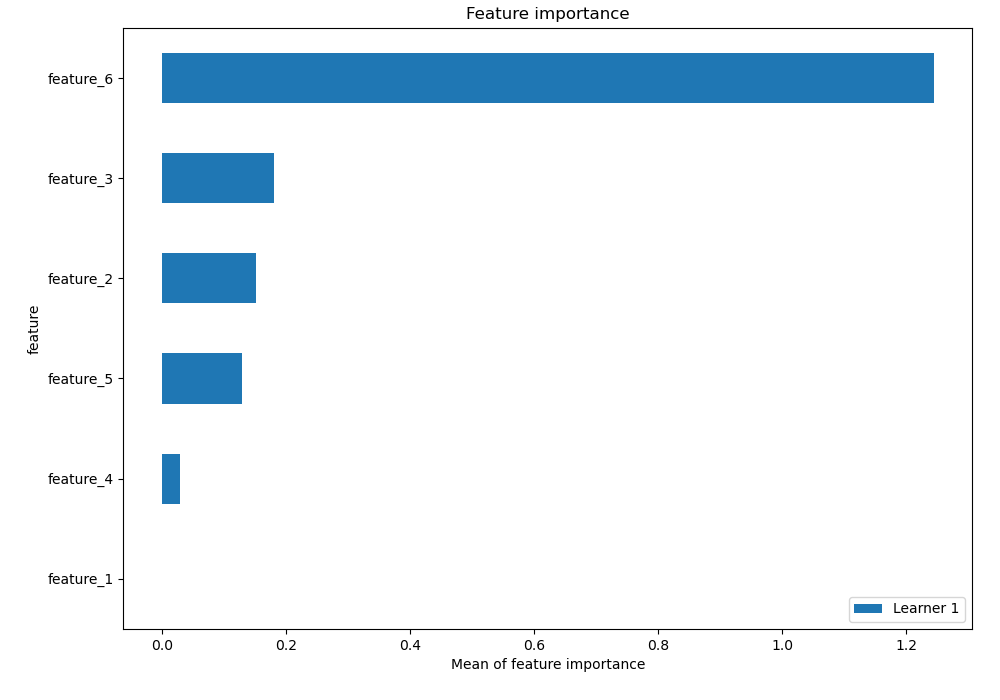 Feature importance
feature_6
feature_3
feature_2
feature_5
feature_4
feature_1
feature
Learner 1
0.0 0.2 0.4 0.6 0.8 1.0 1.2
Mean of feature importance